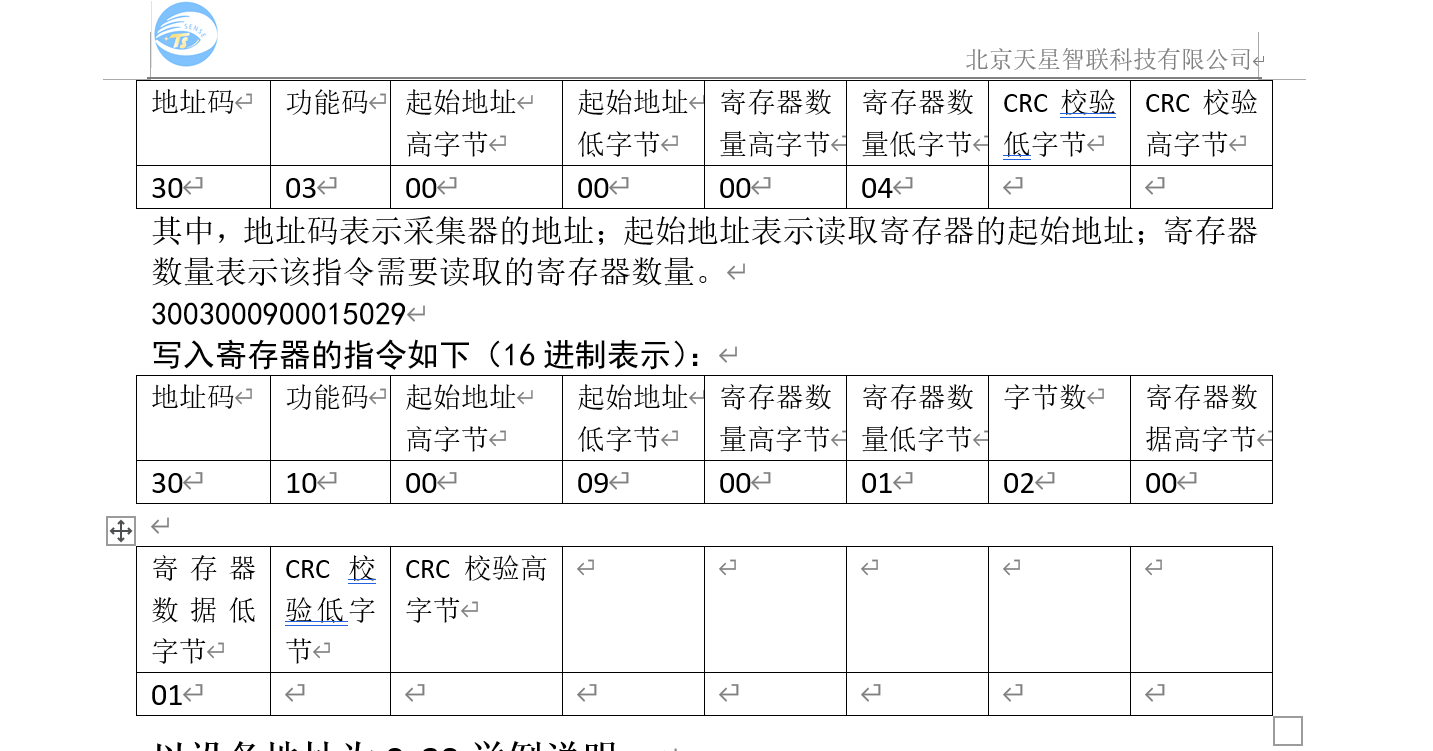 SENSE
TS
北京天星智联科技有限公司
地址码 功能码 起始地址 起始地址 寄存器数 寄存器数 CRC 校验 CRC 校验
高字节 低字节 量高字节 量低字节 低字节 高字节
30 03 00 00 00 04
其中，地址码表示采集器的地址；起始地址表示读取寄存器的起始地址；寄存器
数量表示该指令需要读取的寄存器数量。
3003000900015029
写入寄存器的指令如下（16 进制表示）：
地址码 功能码 起始地址 起始地址 寄存器数 寄存器数 字节数 寄存器数
高字节 低字节 量高字节 量低字节 据高字节
30 10 00 09 00 01 02 00
寄存器 CRC 校 CRC 校验高
数据低 验低字 字节
字节 节
01